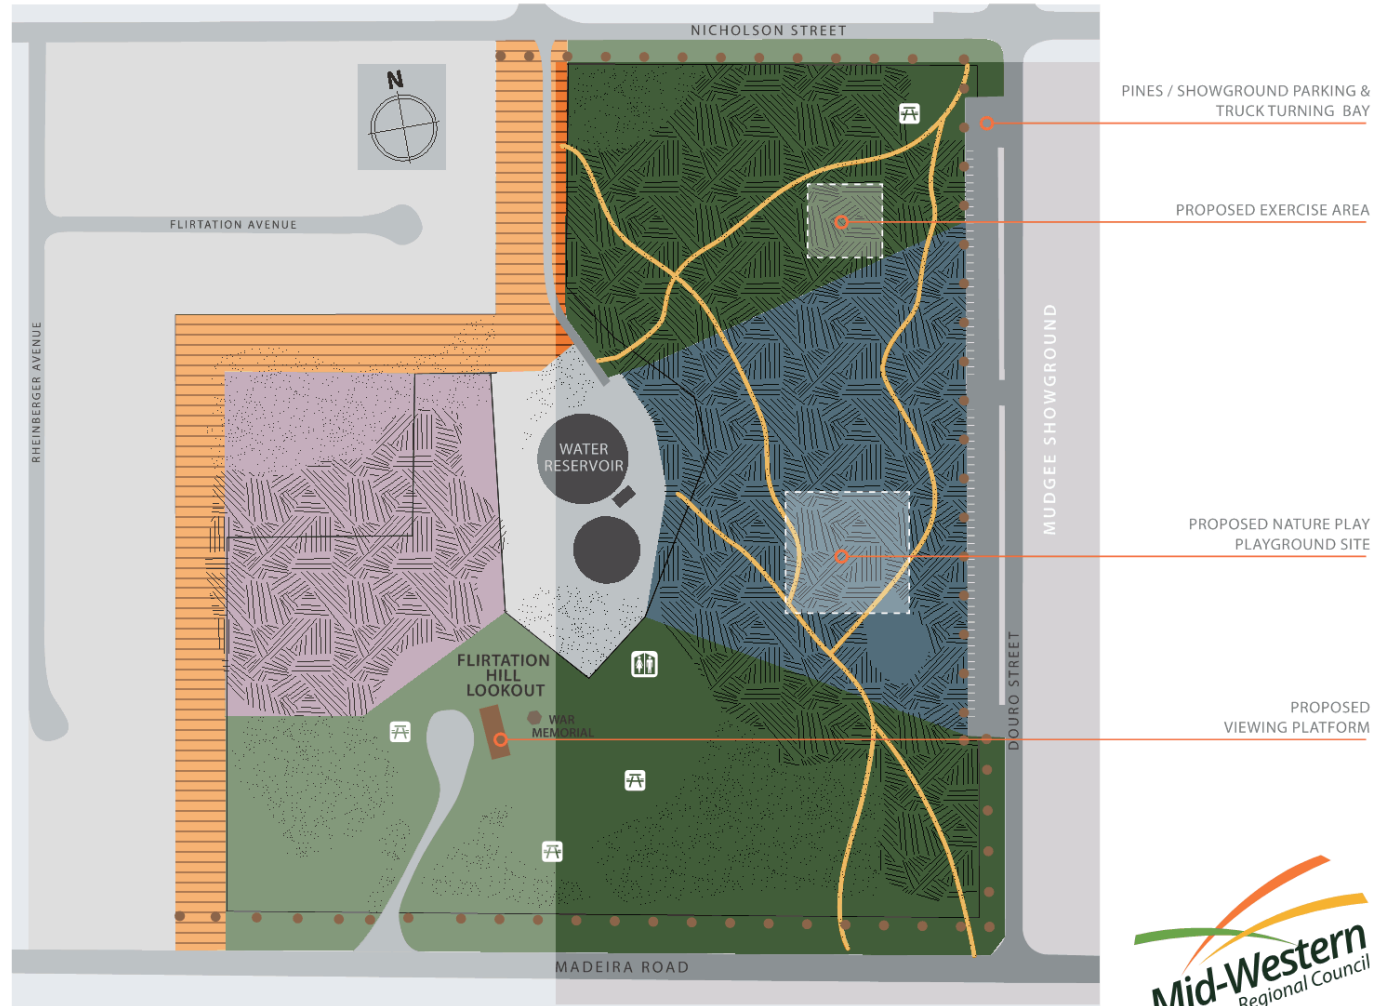 NICHOLSON STREET
N
PINES / SHOWGROUND PARKING &
TRUCK TURNING BAY
PROPOSED EXERCISE AREA
FLIRTATION AVENUE
RHEINBERGER AVENUE
MUDGEE SHOWGROUND
WATER
RESERVOIR
PROPOSED NATURE PLAY
PLAYGROUND SITE
FLIRTATION
HILL
LOOKOUT
WAR
MEMORIAL
DOURO STREET
PROPOSED
VIEWING PLATFORM
MADEIRA ROAD
Mid-Western
Regional Council